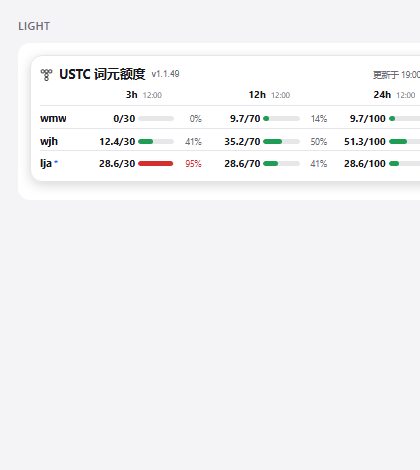 LIGHT
USTC 词元额度 v1.1.49 更新于 19:00
3h 12:00 12h 12:00 24h 12:00
wmw 0/30 0% 9.7/70 14% 9.7/100
wjh 12.4/30 41% 35.2/70 50% 51.3/100
lja * 28.6/30 95% 28.6/70 41% 28.6/100